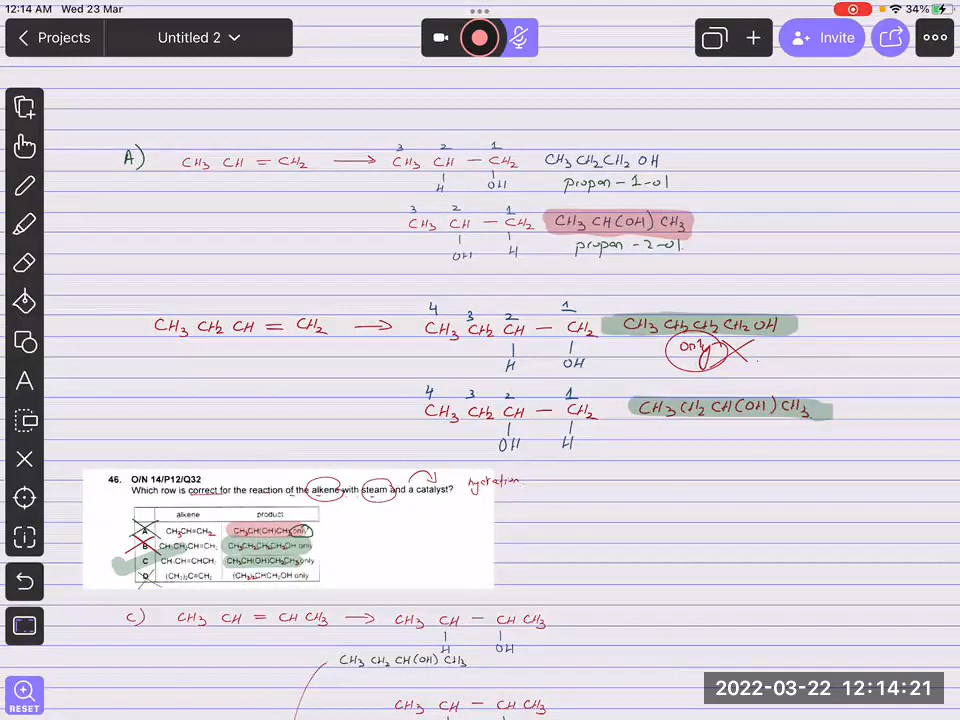 12:14 AM Wed 23 Mar
34%
Projects
Untitled 2
Invite
A) CH3 CH = CH2 → CH3 CH – CH2 CH3 CH2 CH2 OH
3 2 1
H OH
propan-1-ol
CH3 CH – CH2 CH3 CH(OH) CH3
3 2 1
OH H
propan-2-ol.
CH3 CH2 CH = CH2 → CH3 CH2 CH – CH2 CH3 CH2 CH2 CH2 OH
4 3 2 1
H OH
only
CH3 CH2 CH – CH2 CH3 CH2 CH(OH) CH3
4 3 2 1
OH H
46. O/N 14/P12/Q32
Which row is correct for the reaction of the alkene with steam and a catalyst?
hydration
alkene product
A CH3CH=CH2 CH3CH(OH)CH3 only
B CH3CH2CH=CH2 CH3CH2CH2CH2OH only
C CH3CH=CHCH3 CH3CH(OH)CH2CH3 only
D (CH3)2C=CH2 (CH3)2CHCH2OH only
C) CH3 CH = CH CH3 → CH3 CH – CH CH3
H OH
CH3 CH2 CH(OH) CH3
CH3 CH – CH CH3
A
RESET
2022-03-22 12:14:21